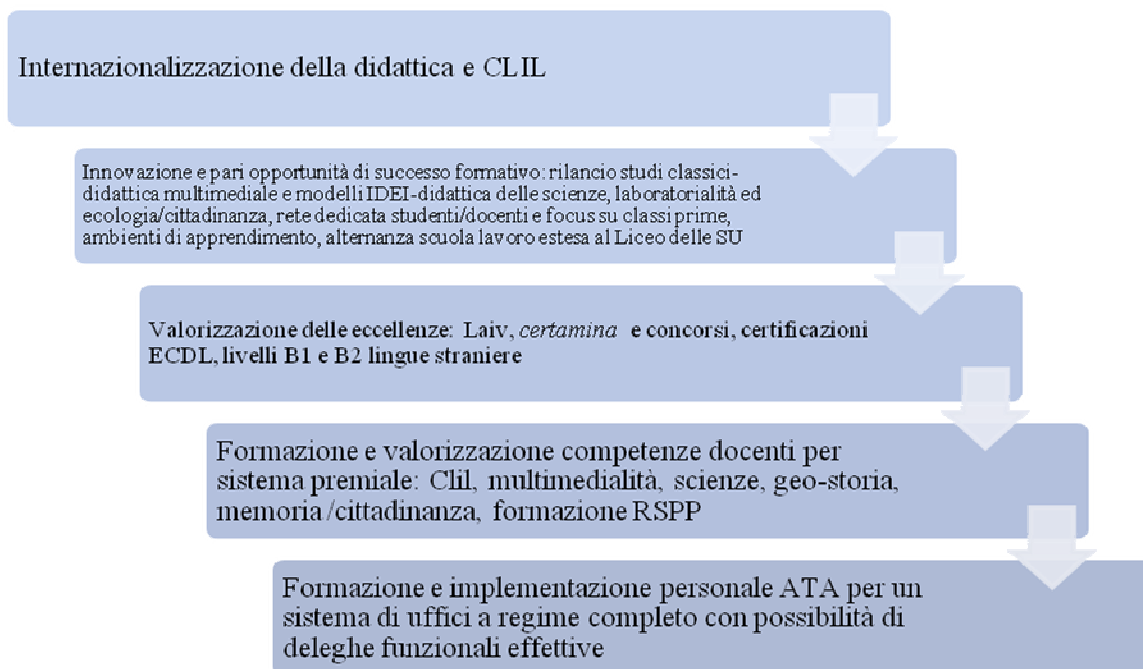 Internazionalizzazione della didattica e CLIL
Innovazione e pari opportunità di successo formativo: rilancio studi classici-
didattica multimediale e modelli IDEI-didattica delle scienze, laboratorialità ed
ecologia/cittadinanza, rete dedicata studenti/docenti e focus su classi prime,
ambienti di apprendimento, alternanza scuola lavoro estesa al Liceo delle SU
Valorizzazione delle eccellenze: Laiv, certamina e concorsi, certificazioni
ECDL, livelli B1 e B2 lingue straniere
Formazione e valorizzazione competenze docenti per
sistema premiale: Clil, multimedialità, scienze, geo-storia,
memoria/cittadinanza, formazione RSPP
Formazione e implementazione personale ATA per un
sistema di uffici a regime completo con possibilità di
deleghe funzionali effettive